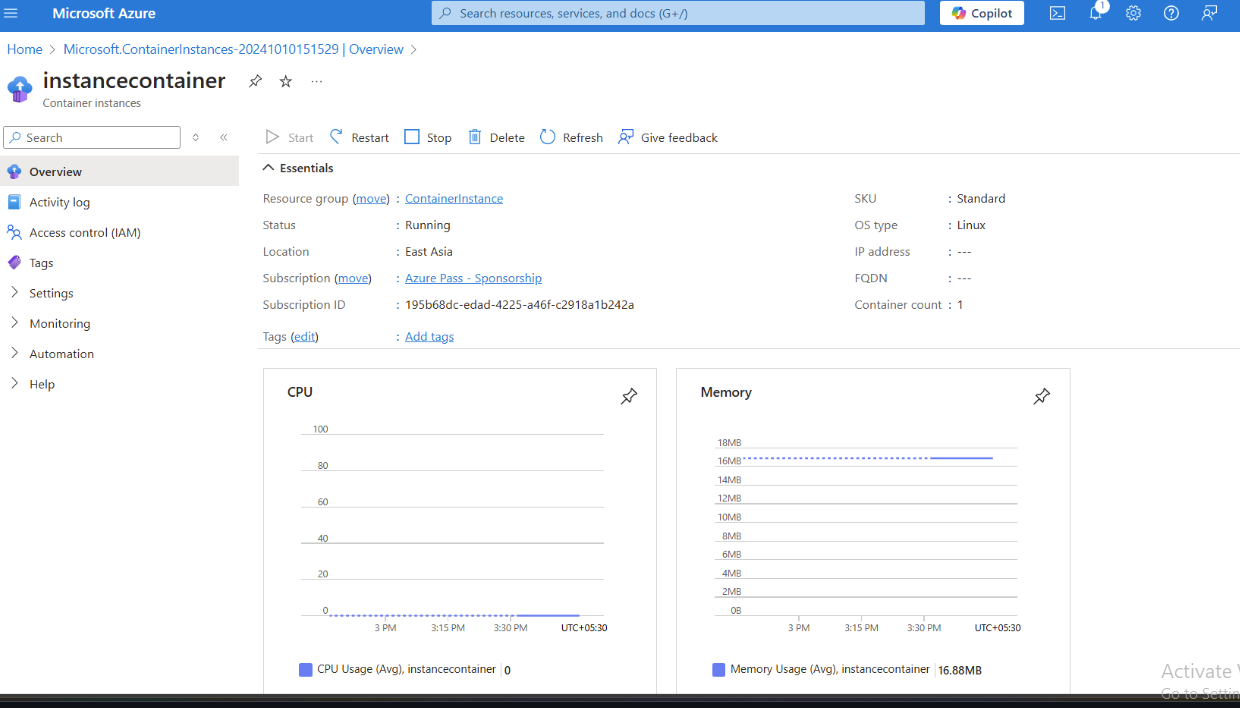 Microsoft Azure
Search resources, services, and docs (G+/)
Copilot
1
Home > Microsoft.ContainerInstances-20241010151529 | Overview >
instancecontainer
Container instances
Search
Start Restart Stop Delete Refresh Give feedback
Overview
Activity log
Access control (IAM)
Tags
Settings
Monitoring
Automation
Help
Essentials
Resource group (move) : ContainerInstance
Status : Running
Location : East Asia
Subscription (move) : Azure Pass - Sponsorship
Subscription ID : 195b68dc-edad-4225-a46f-c2918a1b242a
Tags (edit) : Add tags
SKU : Standard
OS type : Linux
IP address : ---
FQDN : ---
Container count : 1
CPU
100
80
60
40
20
0
3 PM 3:15 PM 3:30 PM UTC+05:30
CPU Usage (Avg), instancecontainer 0
Memory
18MB
16MB
14MB
12MB
10MB
8MB
6MB
4MB
2MB
0B
3 PM 3:15 PM 3:30 PM UTC+05:30
Memory Usage (Avg), instancecontainer 16.88MB
Activate
Go to